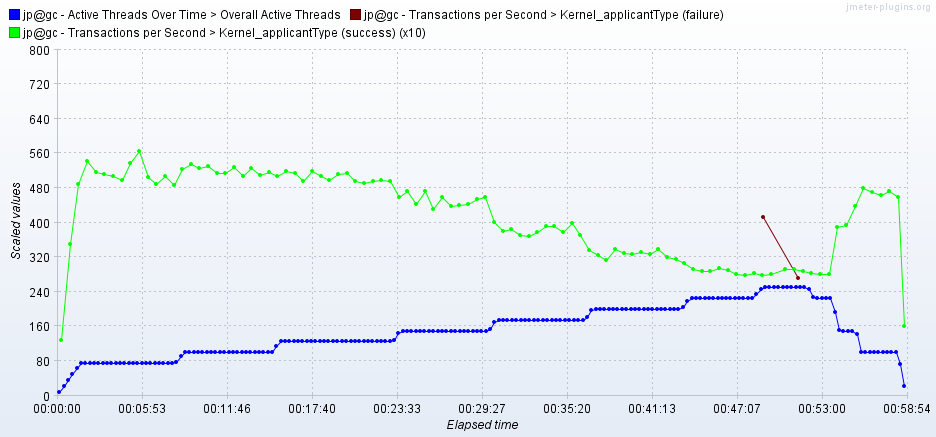 jp@gc - Active Threads Over Time > Overall Active Threads jp@gc - Transactions per Second > Kernel_applicantType (failure)
jmeter-plugins.org
jp@gc - Transactions per Second > Kernel_applicantType (success) (x10)
800
720
640
560
480
400
320
240
160
80
0
Scaled values
00:00:00 00:05:53 00:11:46 00:17:40 00:23:33 00:29:27 00:35:20 00:41:13 00:47:07 00:53:00 00:58:54
Elapsed time